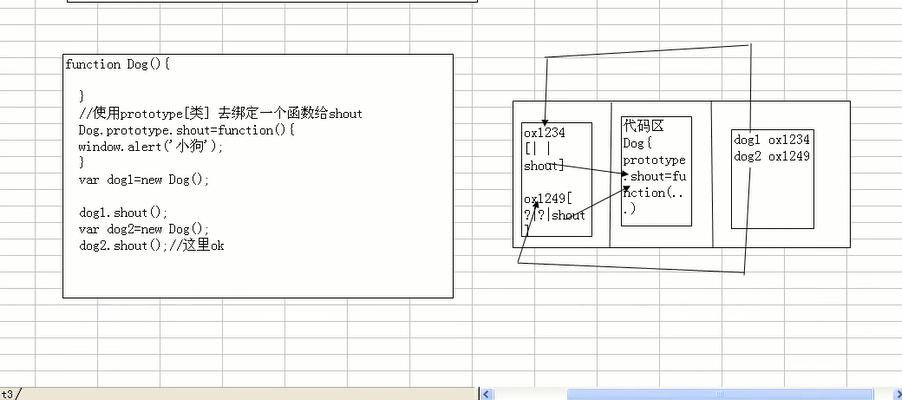 function Dog(){
}
//使用prototype[类] 去绑定一个函数给shout
Dog.prototype.shout=function(){
window.alert('小狗');
}
var dog1=new Dog();
dog1.shout();
var dog2=new Dog();
dog2.shout();//这里ok
ox1234
[| |
shout]
ox1249[
?|?|shout
]
代码区
Dog{
prototype
.shout=fu
nction(..
.)
dog1 ox1234
dog2 ox1249
t3